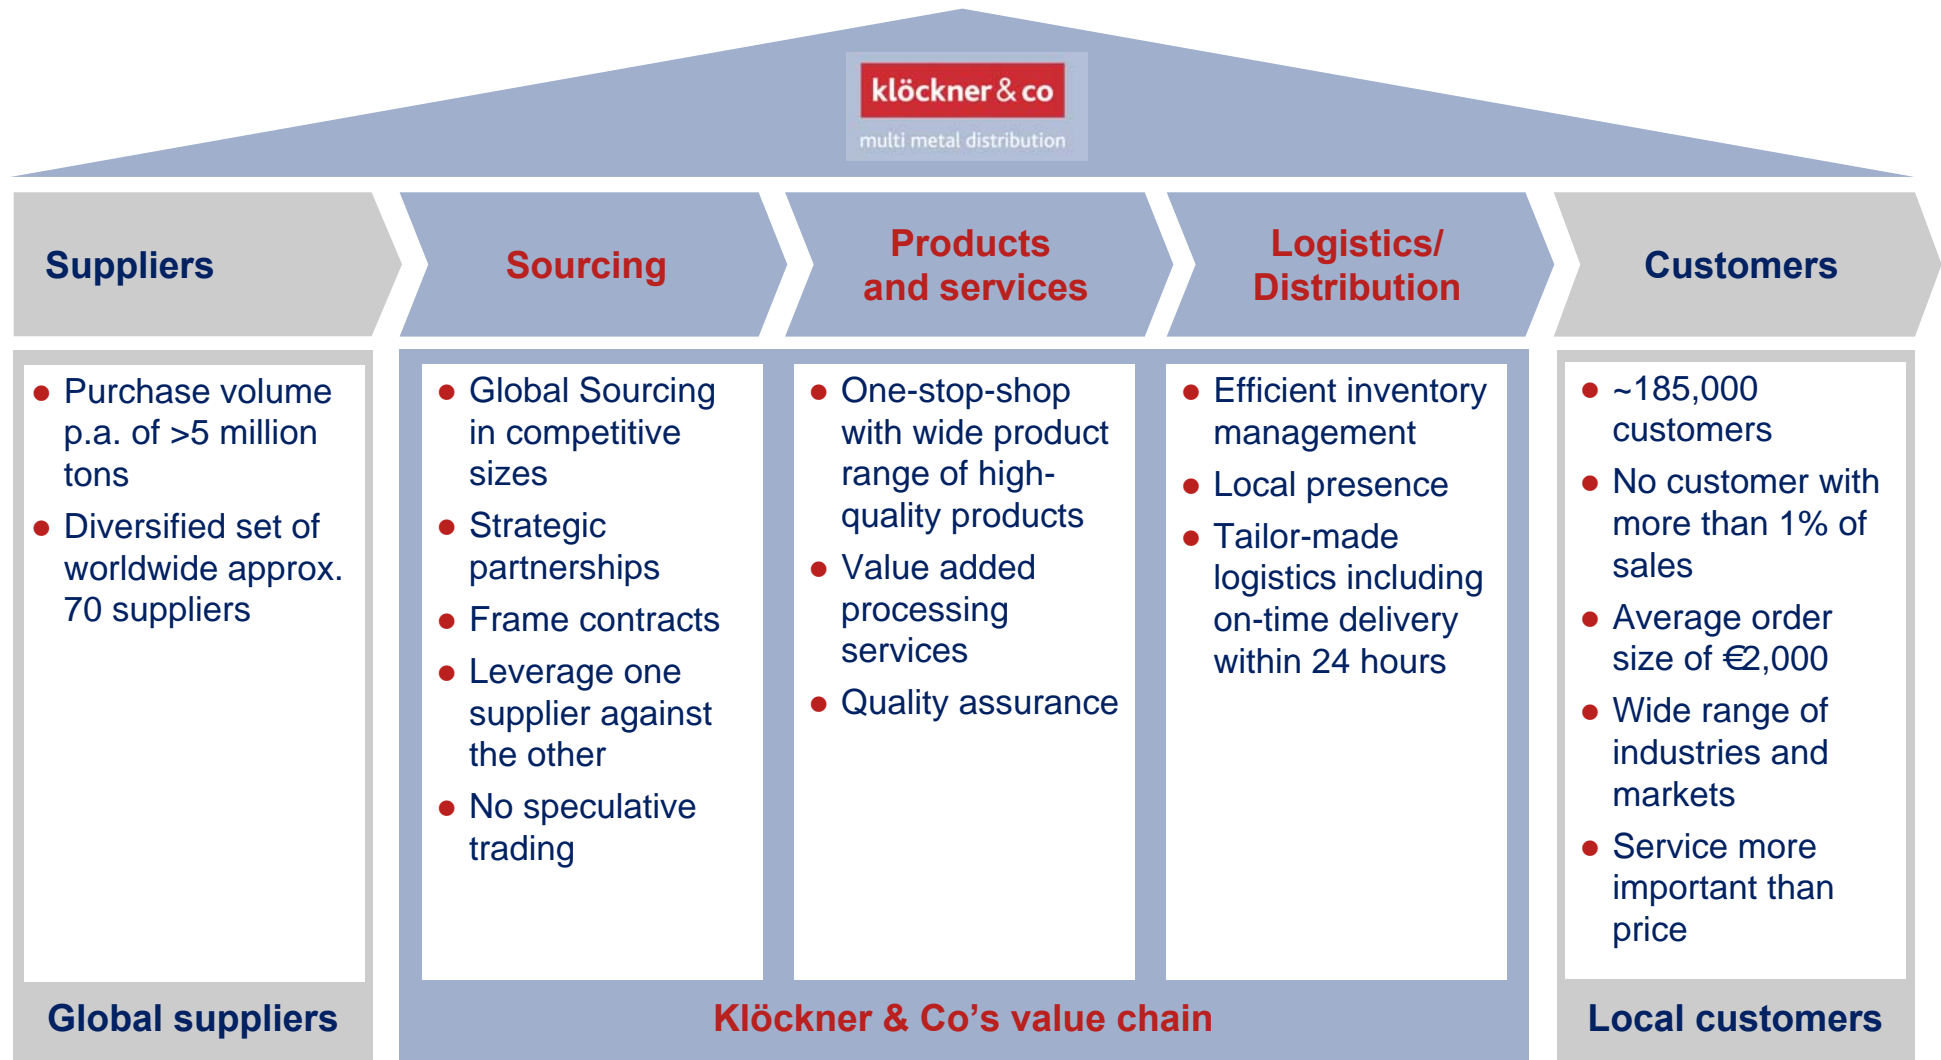 klöckner & co
multi metal distribution
Suppliers
Sourcing
Products
and services
Logistics/
Distribution
Customers
● Purchase volume
p.a. of >5 million
tons
● Diversified set of
worldwide approx.
70 suppliers
● Global Sourcing
in competitive
sizes
● Strategic
partnerships
● Frame contracts
● Leverage one
supplier against
the other
● No speculative
trading
● One-stop-shop
with wide product
range of high-
quality products
● Value added
processing
services
● Quality assurance
● Efficient inventory
management
● Local presence
● Tailor-made
logistics including
on-time delivery
within 24 hours
● ~185,000
customers
● No customer with
more than 1% of
sales
● Average order
size of €2,000
● Wide range of
industries and
markets
● Service more
important than
price
Global suppliers
Klöckner & Co’s value chain
Local customers